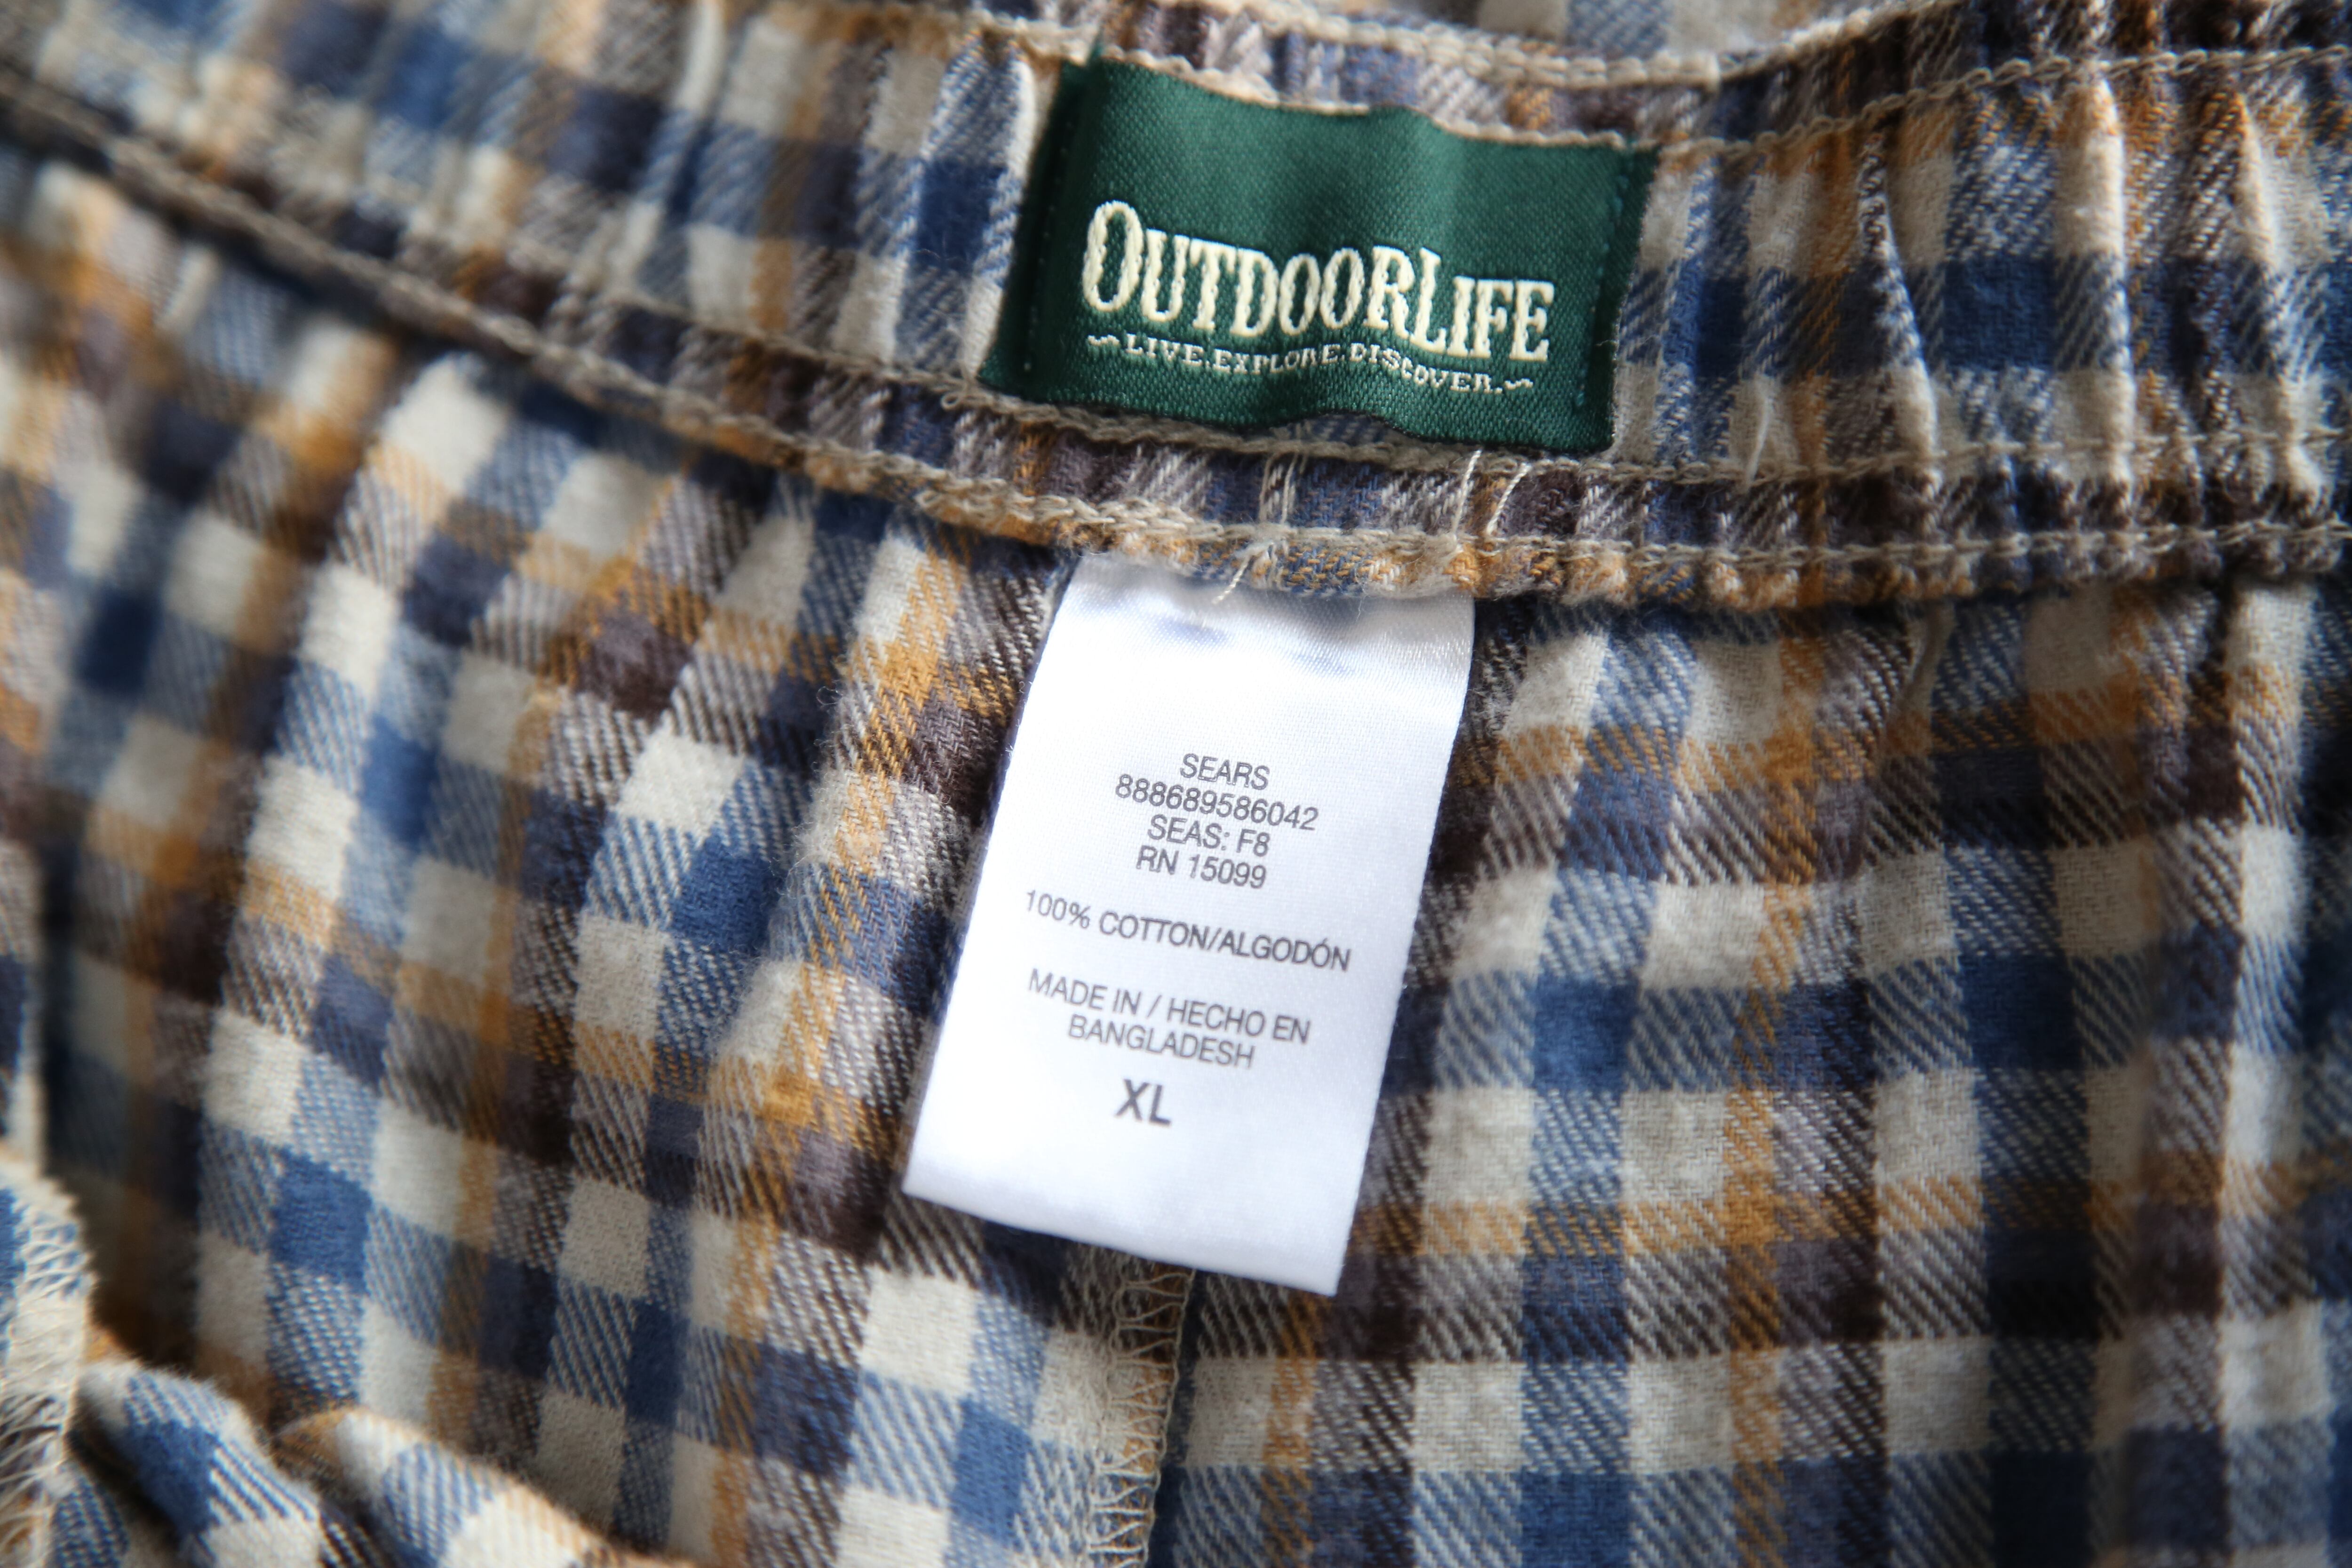 OUTDOORLIFE
~LIVE.EXPLORE.DISCOVER.~
SEARS
888689586042
SEAS: F8
RN 15099
100% COTTON/ALGODÓN
MADE IN / HECHO EN
BANGLADESH
XL